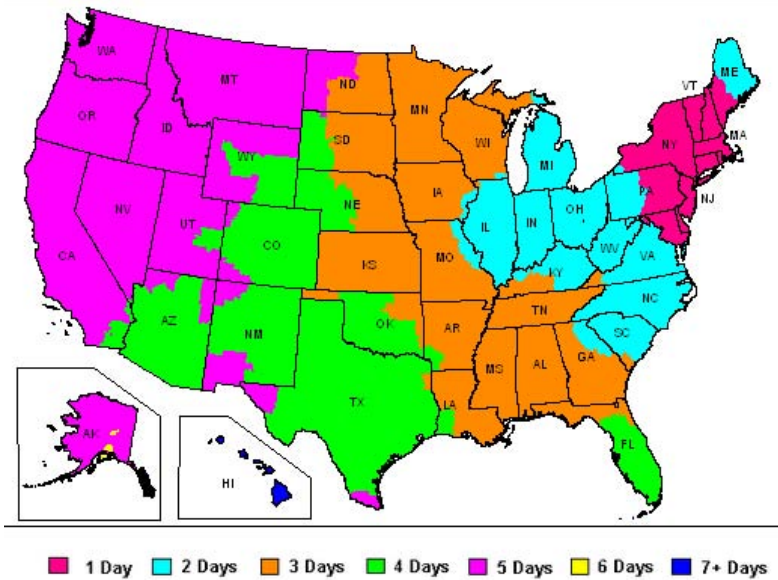 WA
MT
ND
MN
ME
VT
OR
ID
SD
WI
NY
MA
WY
MI
IA
PA
NJ
NV
NE
IL
IN
OH
UT
CO
WV
VA
CA
KS
MO
KY
NC
TN
AZ
NM
OK
AR
SC
MS
AL
GA
TX
LA
FL
AK
HI
1 Day 2 Days 3 Days 4 Days 5 Days 6 Days 7+ Days